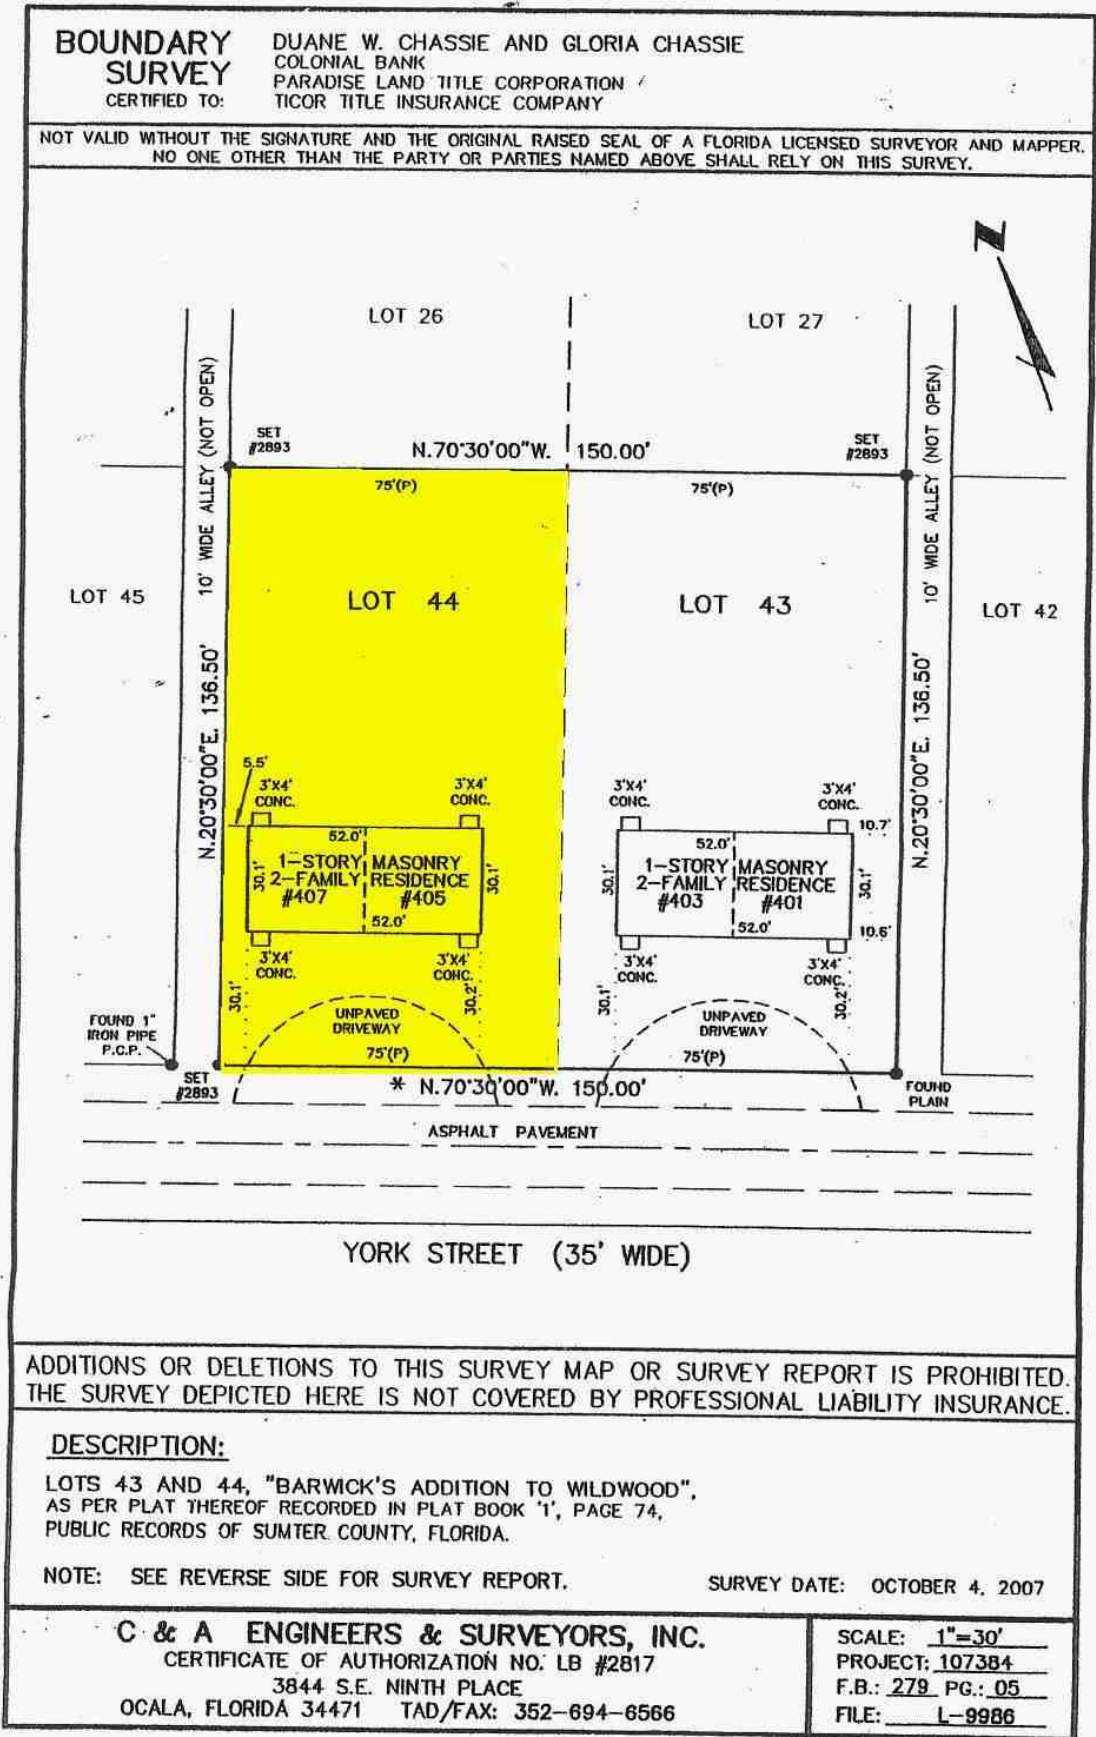 BOUNDARY
SURVEY
CERTIFIED TO:
DUANE W. CHASSIE AND GLORIA CHASSIE
COLONIAL BANK
PARADISE LAND TITLE CORPORATION
TICOR TITLE INSURANCE COMPANY
NOT VALID WITHOUT THE SIGNATURE AND THE ORIGINAL RAISED SEAL OF A FLORIDA LICENSED SURVEYOR AND MAPPER.
NO ONE OTHER THAN THE PARTY OR PARTIES NAMED ABOVE SHALL RELY ON THIS SURVEY.
N
LOT 26
LOT 27
10' WIDE ALLEY (NOT OPEN)
10' WIDE ALLEY (NOT OPEN)
SET
#2893
N.70°30'00"W. 150.00'
SET
#2893
75'(P)
75'(P)
LOT 45
LOT 44
LOT 43
LOT 42
N.20°30'00"E. 136.50'
N.20°30'00"E. 136.50'
5.5'
3'X4'
CONC.
3'X4'
CONC.
3'X4'
CONC.
3'X4'
CONC.
10.7'
52.0'
1-STORY MASONRY
2-FAMILY RESIDENCE
#407 #405
52.0'
30.1'
30.1'
52.0'
1-STORY MASONRY
2-FAMILY RESIDENCE
#403 #401
52.0'
30.1'
30.1'
10.6'
3'X4'
CONC.
3'X4'
CONC.
3'X4'
CONC.
3'X4'
CONC.
30.1'
30.2'
30.1'
30.2'
UNPAVED
DRIVEWAY
UNPAVED
DRIVEWAY
FOUND 1"
IRON PIPE
P.C.P.
75'(P)
75'(P)
SET
#2893
* N.70°30'00"W. 150.00'
FOUND
PLAIN
ASPHALT PAVEMENT
YORK STREET (35' WIDE)
ADDITIONS OR DELETIONS TO THIS SURVEY MAP OR SURVEY REPORT IS PROHIBITED.
THE SURVEY DEPICTED HERE IS NOT COVERED BY PROFESSIONAL LIABILITY INSURANCE.
DESCRIPTION:
LOTS 43 AND 44, "BARWICK'S ADDITION TO WILDWOOD",
AS PER PLAT THEREOF RECORDED IN PLAT BOOK '1', PAGE 74,
PUBLIC RECORDS OF SUMTER COUNTY, FLORIDA.
NOTE: SEE REVERSE SIDE FOR SURVEY REPORT.
SURVEY DATE: OCTOBER 4, 2007
C & A ENGINEERS & SURVEYORS, INC.
CERTIFICATE OF AUTHORIZATION NO. LB #2817
3844 S.E. NINTH PLACE
OCALA, FLORIDA 34471 TAD/FAX: 352-694-6566
SCALE: 1"=30'
PROJECT: 107384
F.B.: 279 PG.: 05
FILE: L-9986